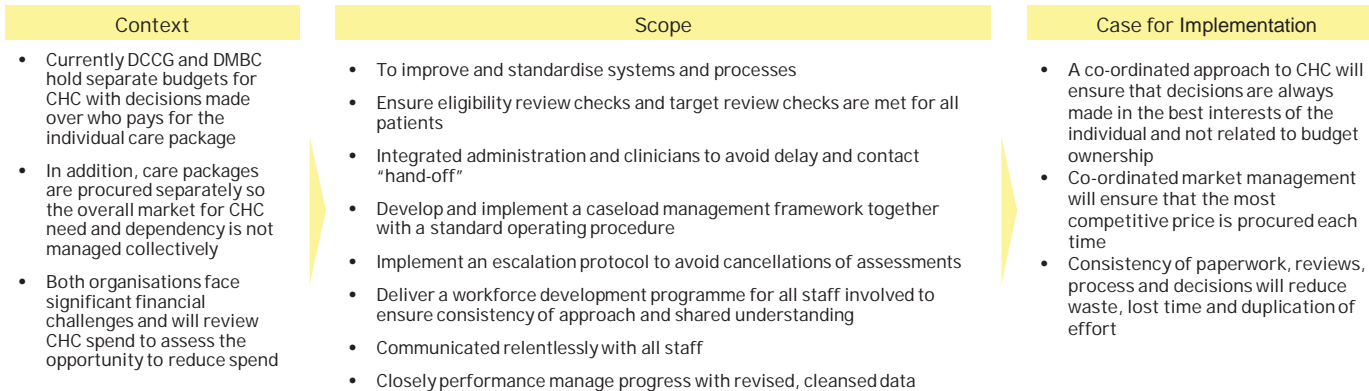 Context
• Currently DCCG and DMBC
hold separate budgets for
CHC with decisions made
over who pays for the
individual care package
• In addition, care packages
are procured separately so
the overall market for CHC
need and dependency is not
managed collectively
• Both organisations face
significant financial
challenges and will review
CHC spend to assess the
opportunity to reduce spend
Scope
• To improve and standardise systems and processes
• Ensure eligibility review checks and target review checks are met for all
patients
• Integrated administration and clinicians to avoid delay and contact
“hand-off”
• Develop and implement a caseload management framework together
with a standard operating procedure
• Implement an escalation protocol to avoid cancellations of assessments
• Deliver a workforce development programme for all staff involved to
ensure consistency of approach and shared understanding
• Communicated relentlessly with all staff
• Closely performance manage progress with revised, cleansed data
Case for Implementation
• A co-ordinated approach to CHC will
ensure that decisions are always
made in the best interests of the
individual and not related to budget
ownership
• Co-ordinated market management
will ensure that the most
competitive price is procured each
time
• Consistency of paperwork, reviews,
process and decisions will reduce
waste, lost time and duplication of
effort